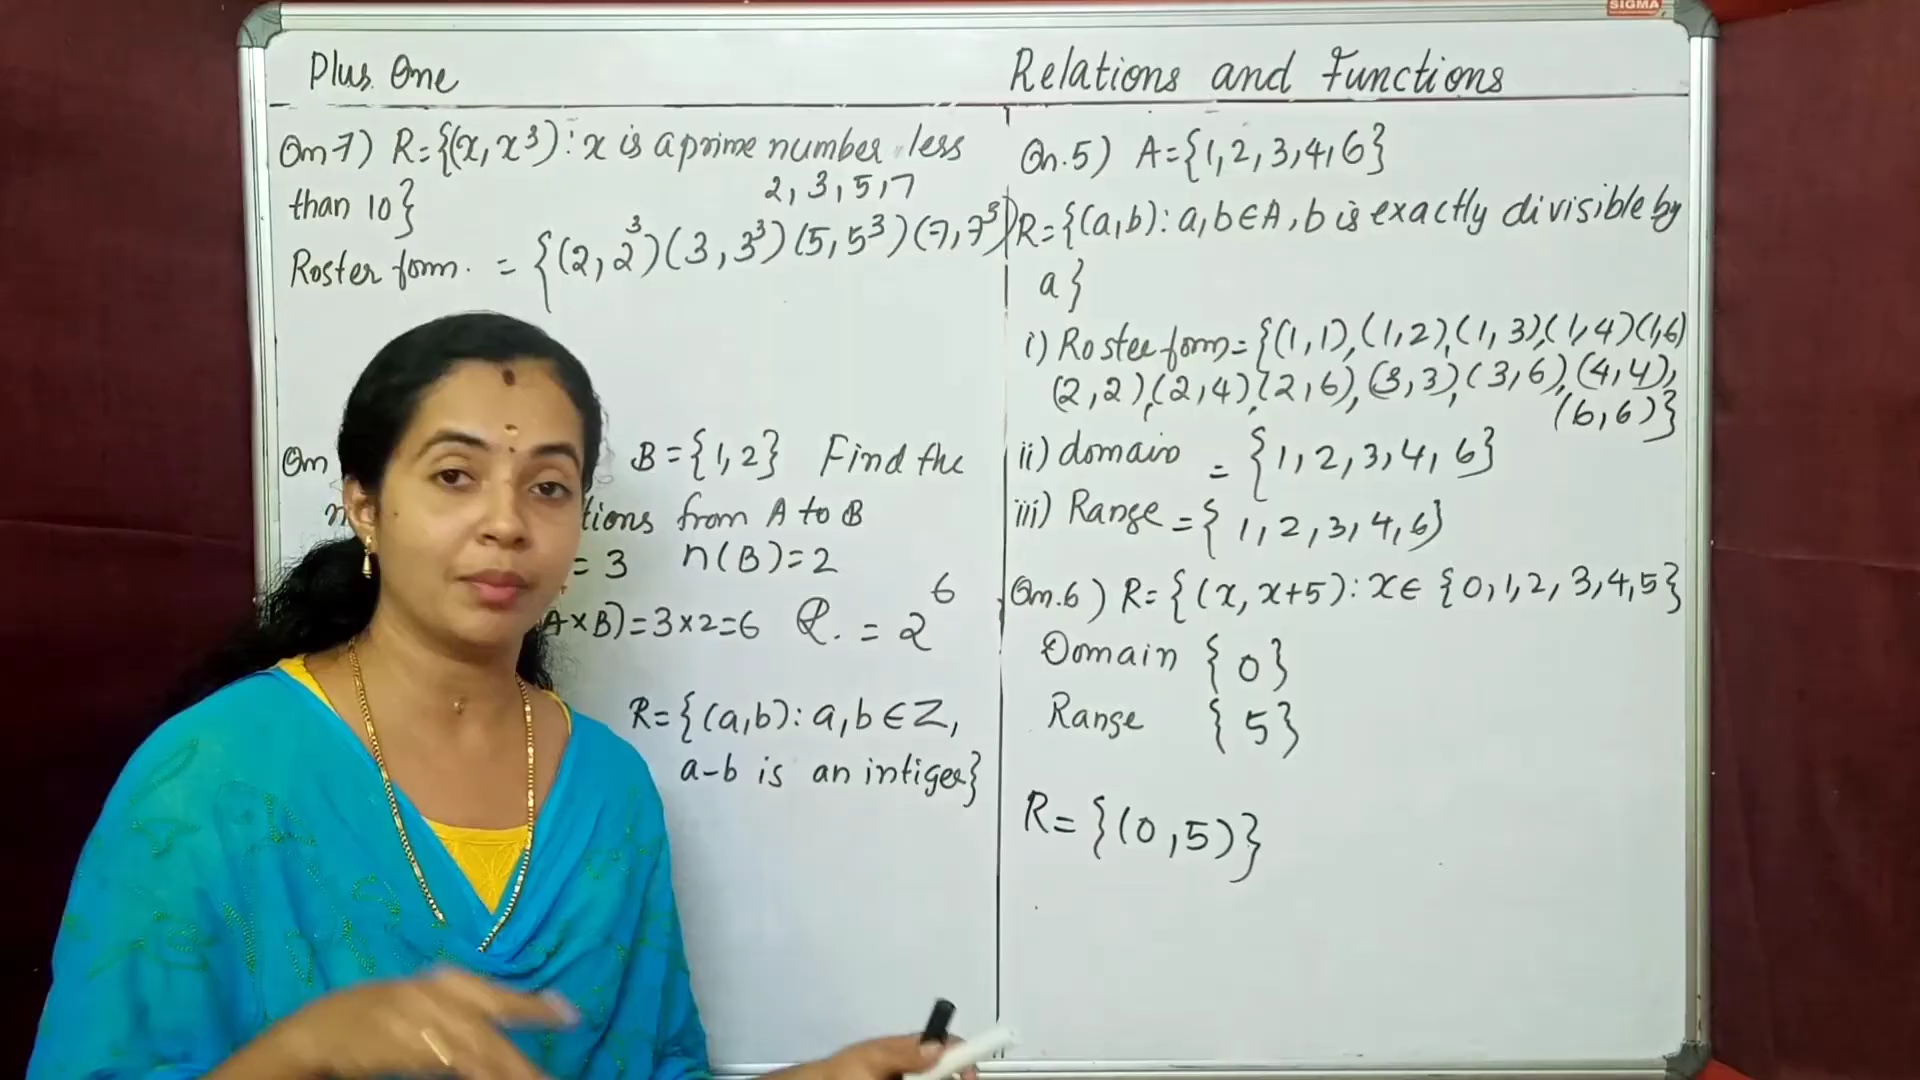 SIGMA
Plus One
Relations and Functions
Qn 7) R={(x, x³) : x is a prime number less
than 10}
2, 3, 5, 7
Roster form. = {(2, 2³)(3, 3³)(5, 5³)(7, 7³)
Qn
B={1,2} Find the
tions from A to B
= 3 n(B)=2
A×B)=3×2=6 = 2⁶
R={(a,b): a,b∈Z,
a-b is an intiger}
Qn.5) A={1,2,3,4,6}
R={(a,b): a,b∈A, b is exactly divisible by
a}
i) Roster form={(1,1),(1,2),(1,3),(1,4)(1,6)
(2,2),(2,4),(2,6),(3,3),(3,6),(4,4),
(6,6)}
ii) domain = {1,2,3,4,6}
iii) Range = {1,2,3,4,6}
Qn.6) R={(x, x+5): x∈{0,1,2,3,4,5}
Domain {0}
Range {5}
R={(0,5)}